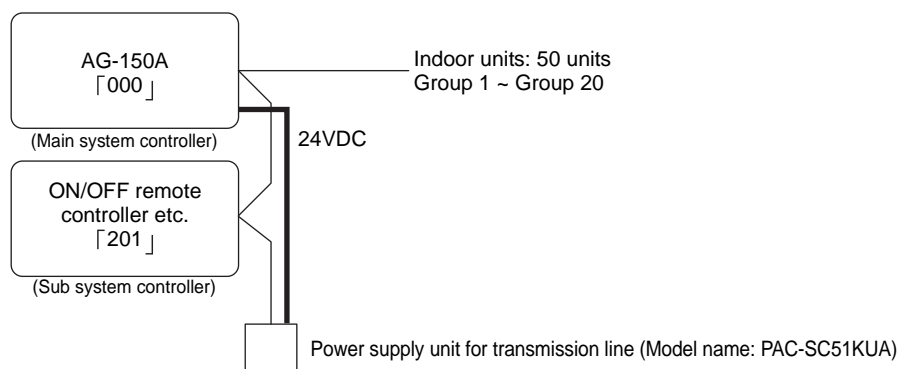 AG-150A
「000」
(Main system controller)
Indoor units: 50 units
Group 1 ~ Group 20
24VDC
ON/OFF remote
controller etc.
「201」
(Sub system controller)
Power supply unit for transmission line (Model name: PAC-SC51KUA)